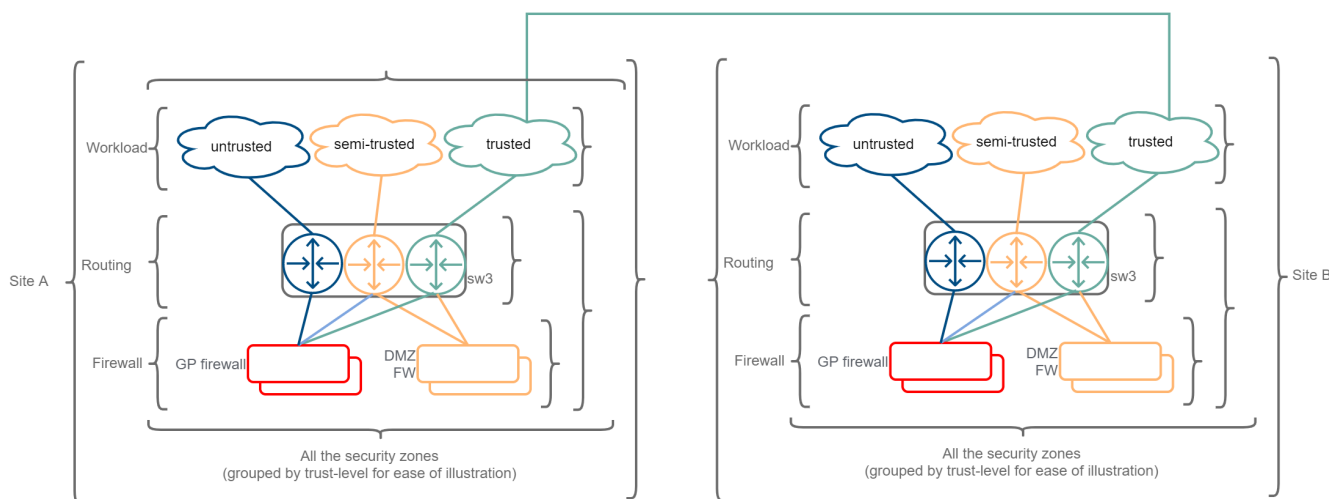 Site A
Workload
untrusted
semi-trusted
trusted
Routing
sw3
Firewall
GP firewall
DMZ
FW
All the security zones
(grouped by trust-level for ease of illustration)
Workload
untrusted
semi-trusted
trusted
Routing
sw3
Firewall
GP firewall
DMZ
FW
All the security zones
(grouped by trust-level for ease of illustration)
Site B